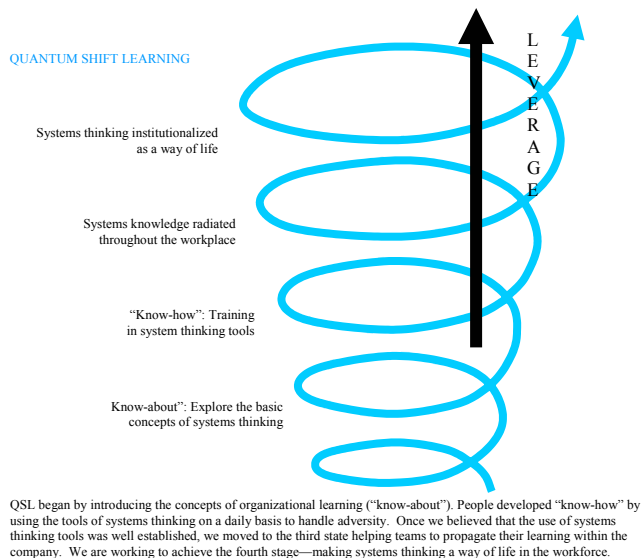 QUANTUM SHIFT LEARNING
L
E
V
E
R
A
G
E
Systems thinking institutionalized
as a way of life
Systems knowledge radiated
throughout the workplace
“Know-how”: Training
in system thinking tools
Know-about”: Explore the basic
concepts of systems thinking
QSL began by introducing the concepts of organizational learning (“know-about”). People developed “know-how” by
using the tools of systems thinking on a daily basis to handle adversity.  Once we believed that the use of systems
thinking tools was well established, we moved to the third state helping teams to propagate their learning within the
company.  We are working to achieve the fourth stage—making systems thinking a way of life in the workforce.